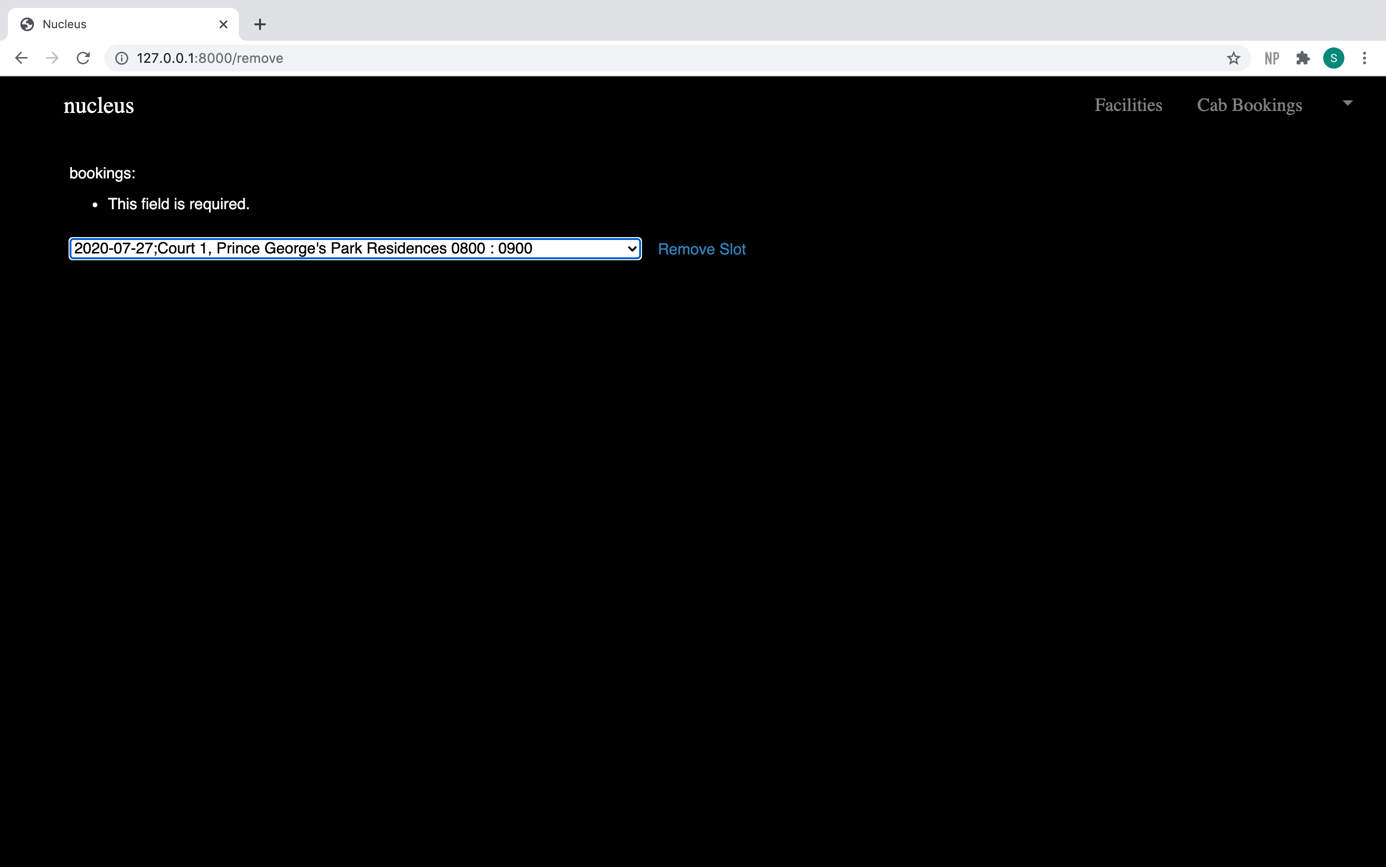 Nucleus
127.0.0.1:8000/remove
NP
S
nucleus
Facilities
Cab Bookings
bookings:
• This field is required.
2020-07-27;Court 1, Prince George's Park Residences 0800 : 0900
Remove Slot